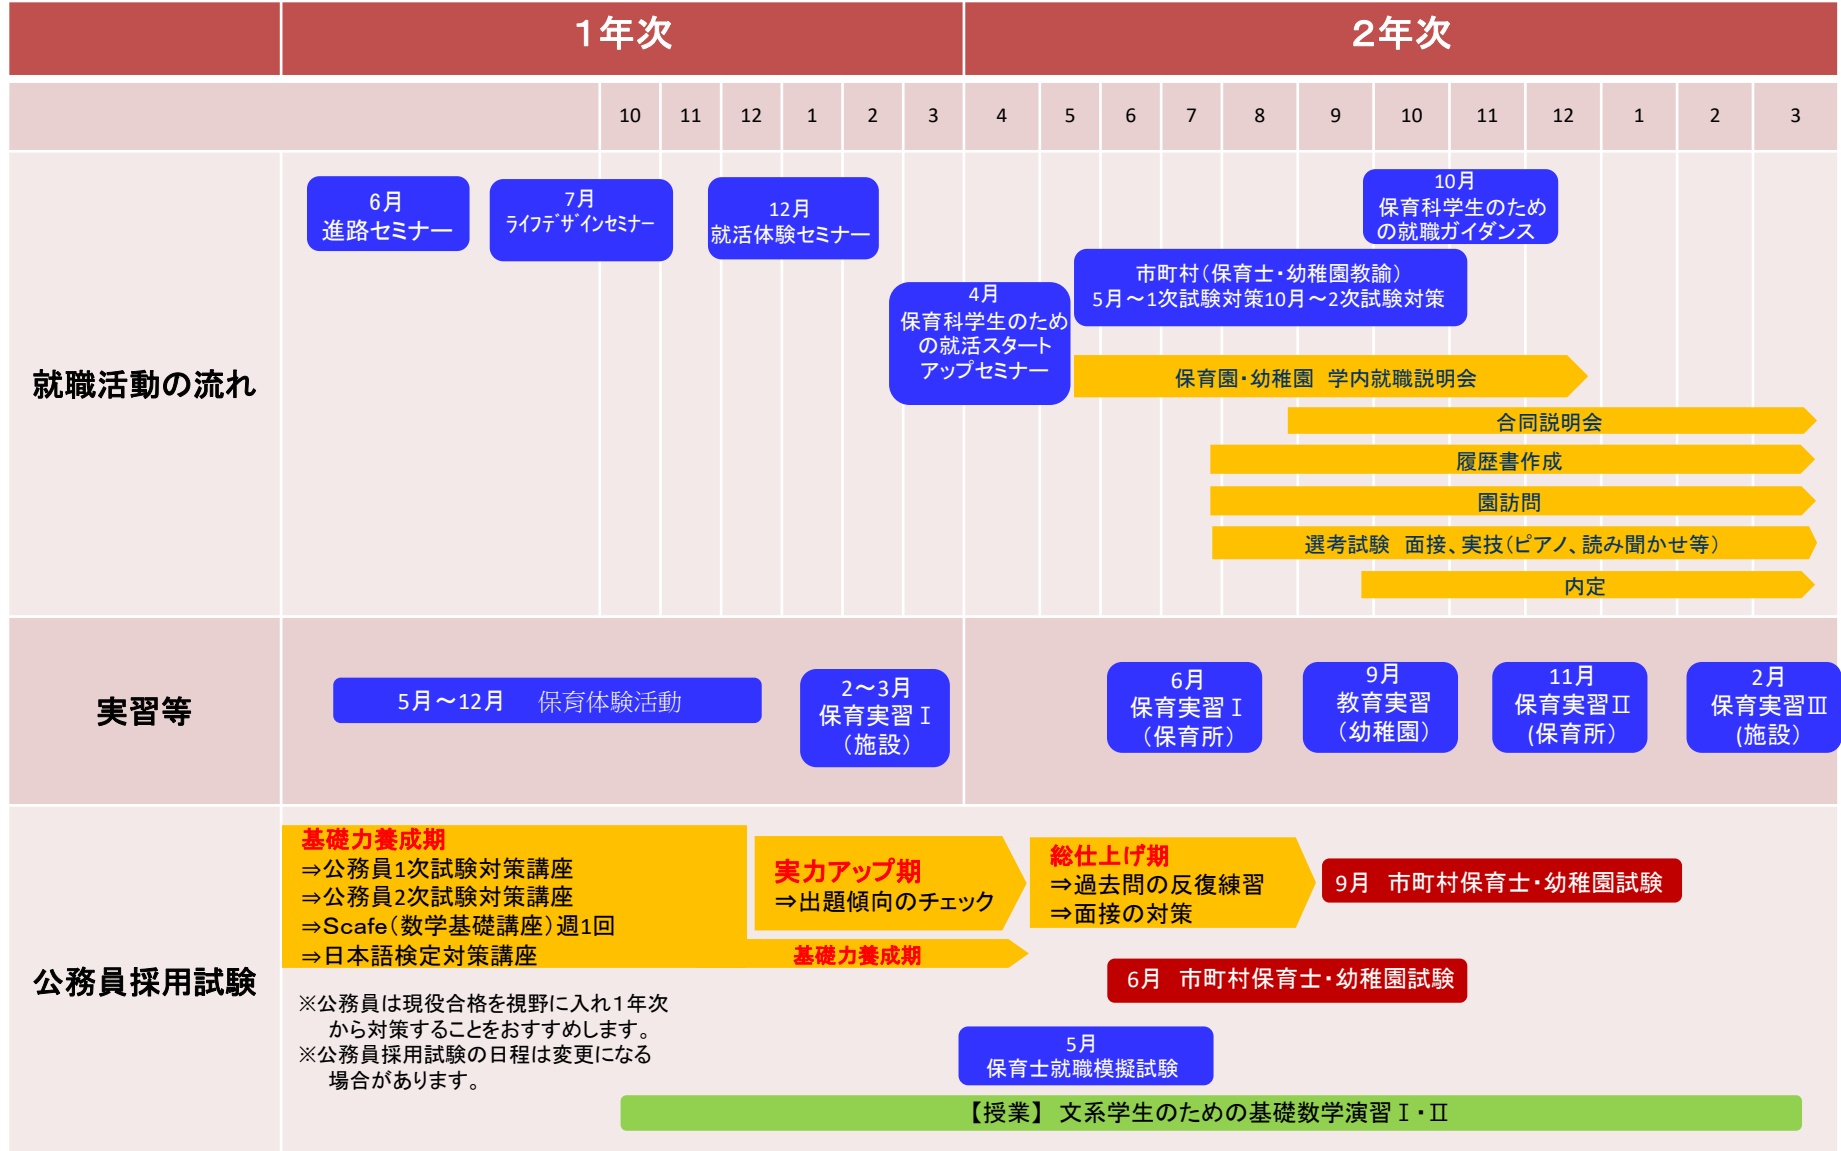 1年次
2年次
10
11
12
1
2
3
4
5
6
7
8
9
10
11
12
1
2
3
就職活動の流れ
6月
進路セミナー
7月
ライフデザインセミナー
12月
就活体験セミナー
4月
保育科学生のため
の就活スタート
アップセミナー
10月
保育科学生のため
の就職ガイダンス
市町村(保育士・幼稚園教諭)
5月~1次試験対策10月~2次試験対策
保育園・幼稚園 学内就職説明会
合同説明会
履歴書作成
園訪問
選考試験 面接、実技(ピアノ、読み聞かせ等)
内定
実習等
5月~12月 保育体験活動
2~3月
保育実習Ⅰ
(施設)
6月
保育実習Ⅰ
(保育所)
9月
教育実習
(幼稚園)
11月
保育実習Ⅱ
(保育所)
2月
保育実習Ⅲ
(施設)
公務員採用試験
基礎力養成期
⇒公務員1次試験対策講座
⇒公務員2次試験対策講座
⇒Scafe(数学基礎講座)週1回
⇒日本語検定対策講座
基礎力養成期
実力アップ期
⇒出題傾向のチェック
総仕上げ期
⇒過去問の反復練習
⇒面接の対策
9月 市町村保育士・幼稚園試験
6月 市町村保育士・幼稚園試験
※公務員は現役合格を視野に入れ1年次
から対策することをおすすめします。
※公務員採用試験の日程は変更になる
場合があります。
5月
保育士就職模擬試験
【授業】 文系学生のための基礎数学演習Ⅰ・Ⅱ